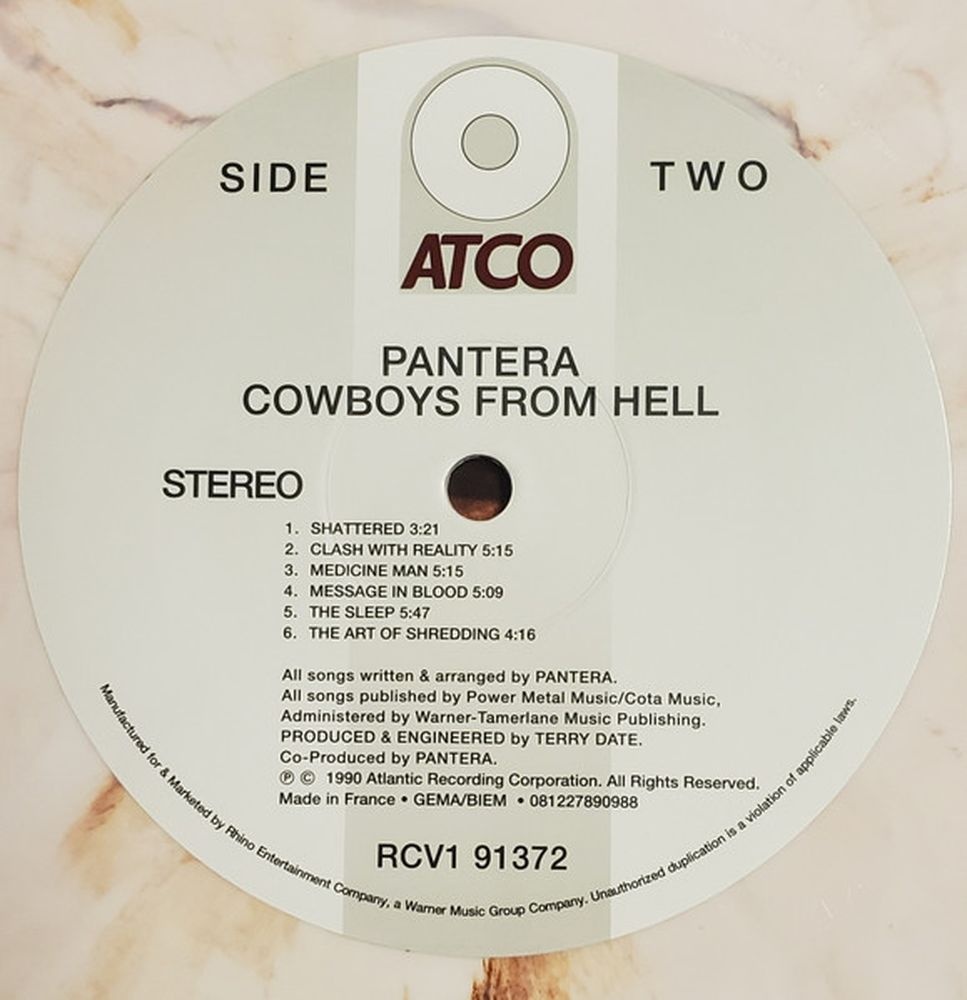 SIDE TWO
ATCO
PANTERA
COWBOYS FROM HELL
STEREO
1. SHATTERED 3:21
2. CLASH WITH REALITY 5:15
3. MEDICINE MAN 5:15
4. MESSAGE IN BLOOD 5:09
5. THE SLEEP 5:47
6. THE ART OF SHREDDING 4:16
All songs written & arranged by PANTERA.
All songs published by Power Metal Music/Cota Music,
Administered by Warner-Tamerlane Music Publishing.
PRODUCED & ENGINEERED by TERRY DATE.
Co-Produced by PANTERA.
℗ © 1990 Atlantic Recording Corporation. All Rights Reserved.
Made in France • GEMA/BIEM • 081227890988
RCV1 91372
Manufactured for & Marketed by Rhino Entertainment Company, a Warner Music Group Company. Unauthorized duplication is a violation of applicable laws.